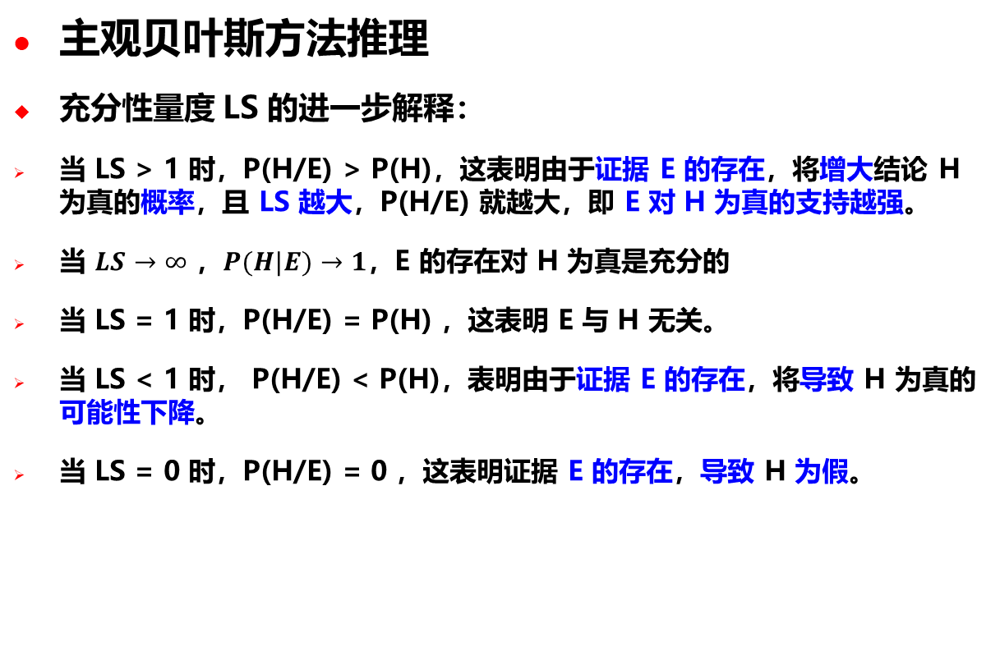 主观贝叶斯方法推理
充分性量度 LS 的进一步解释：
当 LS > 1 时，P(H/E) > P(H)，这表明由于证据 E 的存在，将增大结论 H
为真的概率，且 LS 越大，P(H/E) 就越大，即 E 对 H 为真的支持越强。
当 LS → ∞ ，P(H|E) → 1，E 的存在对 H 为真是充分的
当 LS = 1 时，P(H/E) = P(H) ，这表明 E 与 H 无关。
当 LS < 1 时， P(H/E) < P(H)，表明由于证据 E 的存在，将导致 H 为真的
可能性下降。
当 LS = 0 时，P(H/E) = 0 ，这表明证据 E 的存在，导致 H 为假。